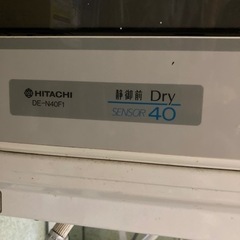 HITACHI
DE-N40F1
静御前 Dry
SENSOR 40